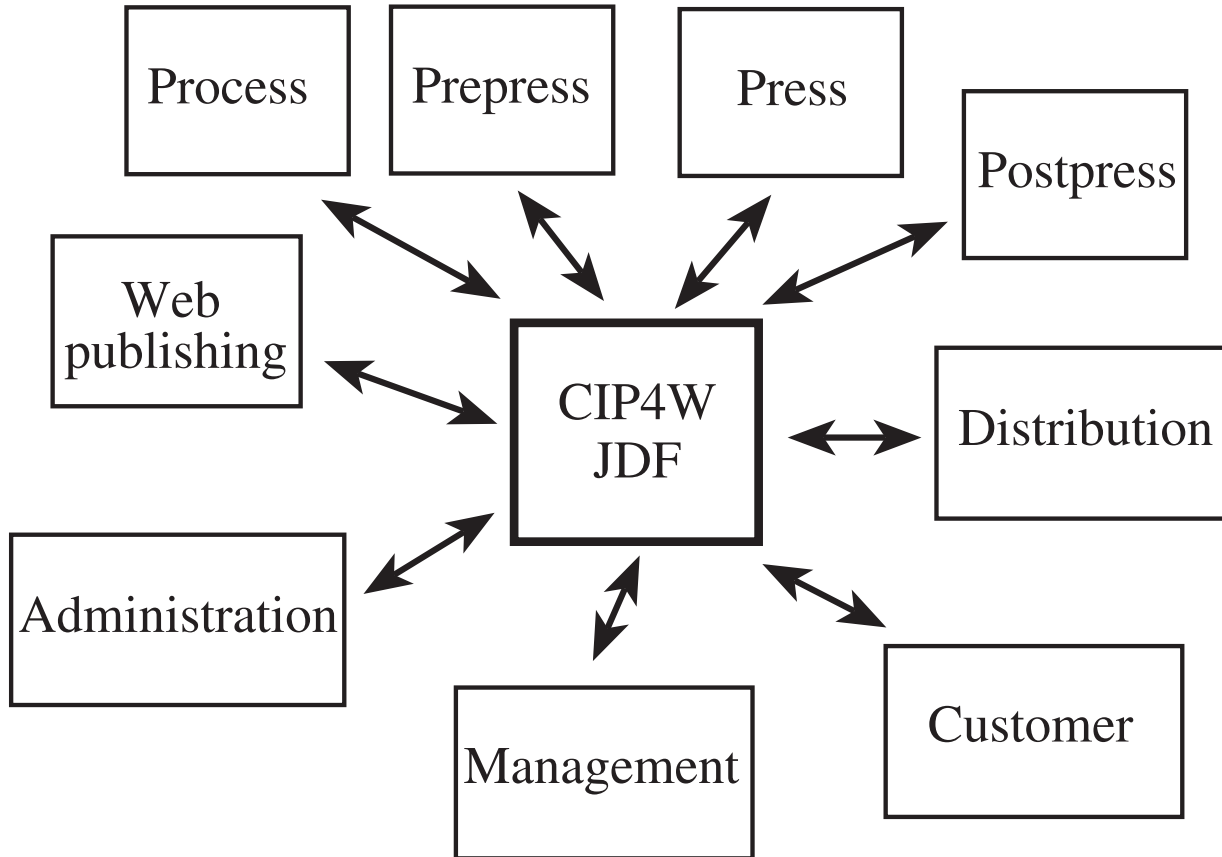 Process
Prepress
Press
Postpress
Web
publishing
CIP4W
JDF
Distribution
Administration
Management
Customer